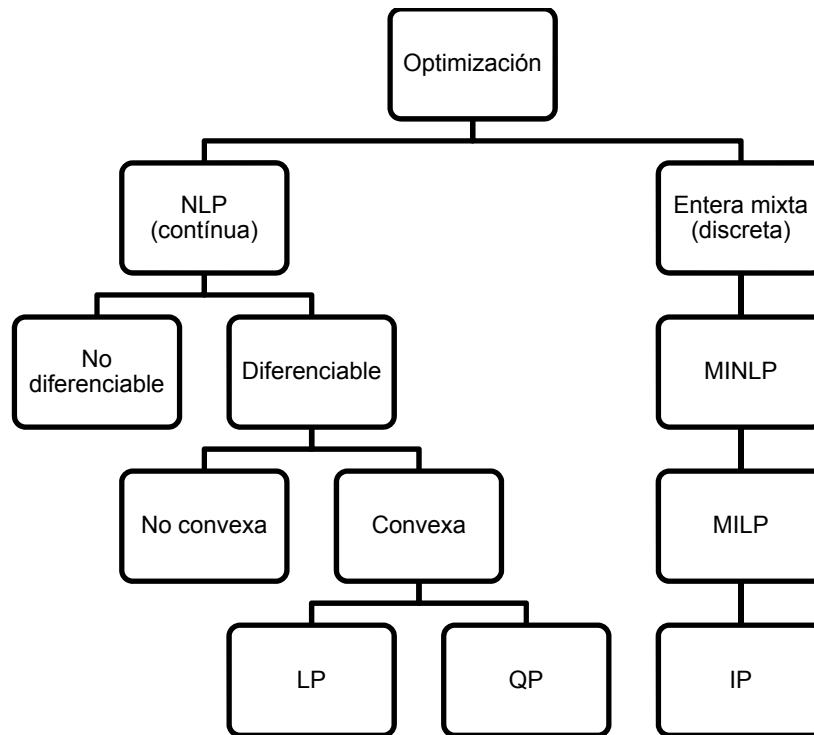 Optimización
NLP
(contínua)
Entera mixta
(discreta)
No
diferenciable
Diferenciable
MINLP
No convexa
Convexa
MILP
LP
QP
IP